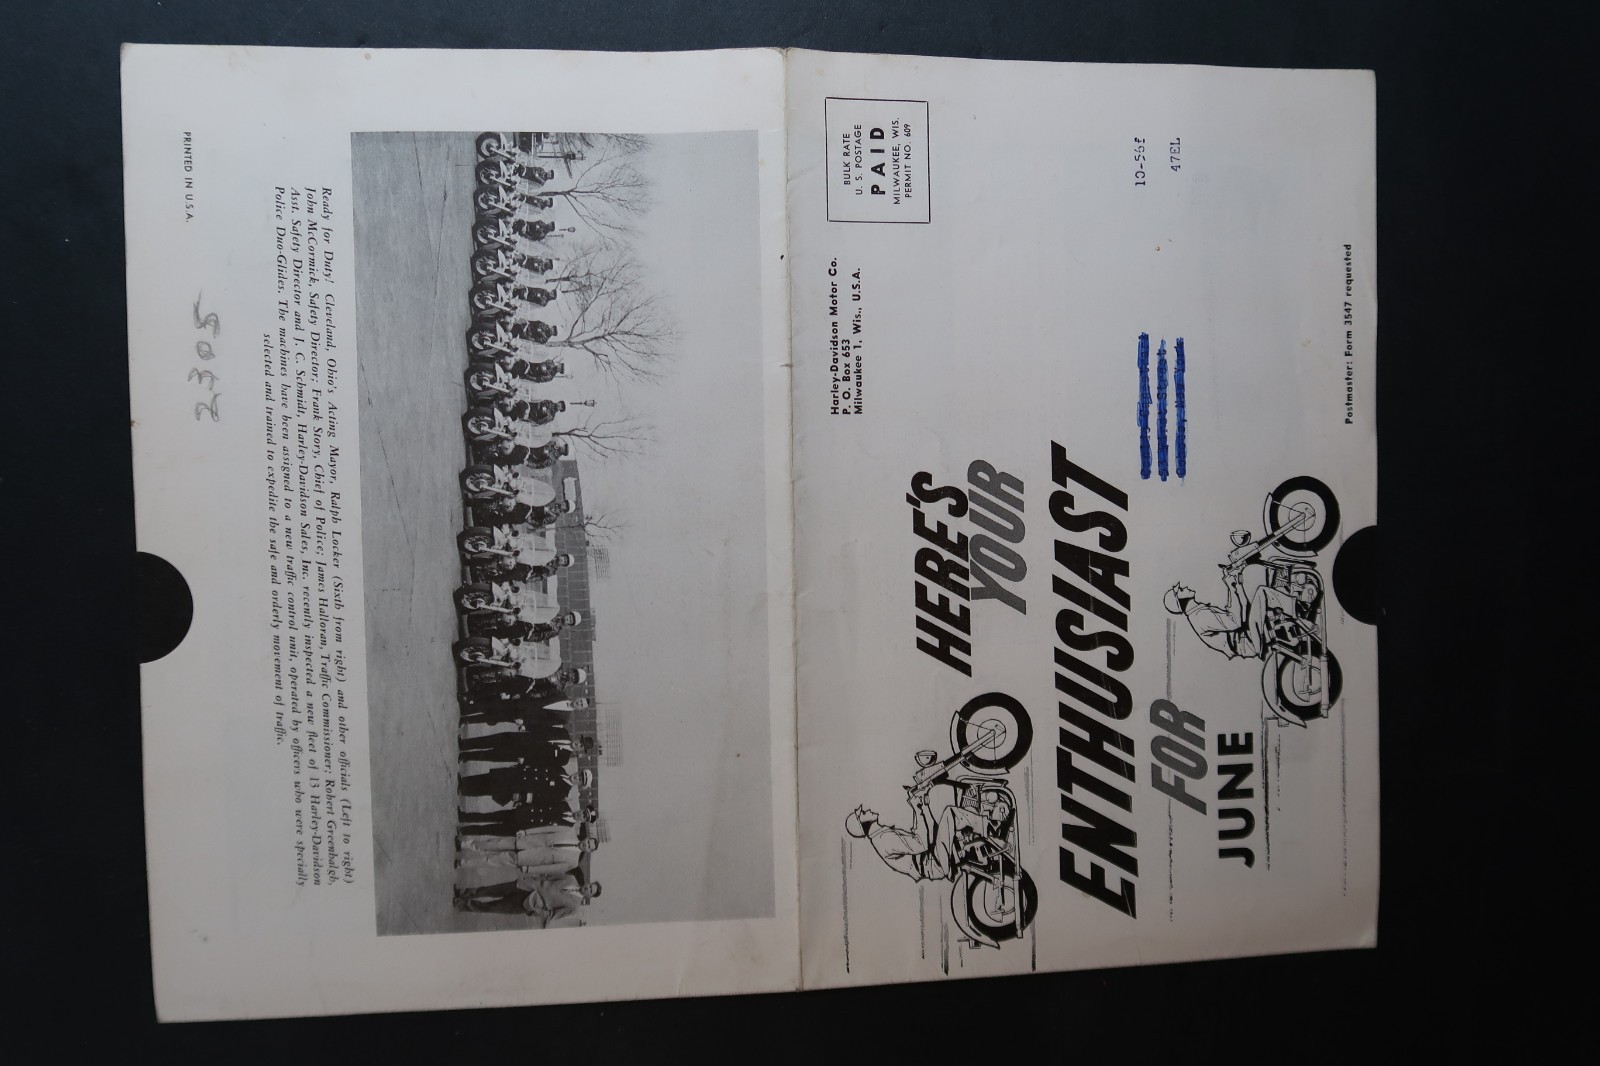 BULK RATE
U. S. POSTAGE
PAID
MILWAUKEE, WIS.
PERMIT NO. 609
Harley-Davidson Motor Co.
P. O. Box 653
Milwaukee 1, Wis., U.S.A.
HERE'S
YOUR
ENTHUSIAST
FOR
JUNE
10-56f
47EL
Postmaster: Form 3547 requested
Ready for Duty! Cleveland, Ohio's Acting Mayor, Ralph Locker (Sixth from right) and other officials (Left to right)
John McCormick, Safety Director; Frank Story, Chief of Police; James Halloran, Traffic Commissioner; Robert Greenhalgh,
Asst. Safety Director and J. C. Schmidt, Harley-Davidson Sales, Inc. recently inspected a new fleet of 13 Harley-Davidson
Police Duo-Glides. The machines have been assigned to a new traffic control unit, operated by officers who were specially
selected and trained to expedite the safe and orderly movement of traffic.
PRINTED IN U.S.A.